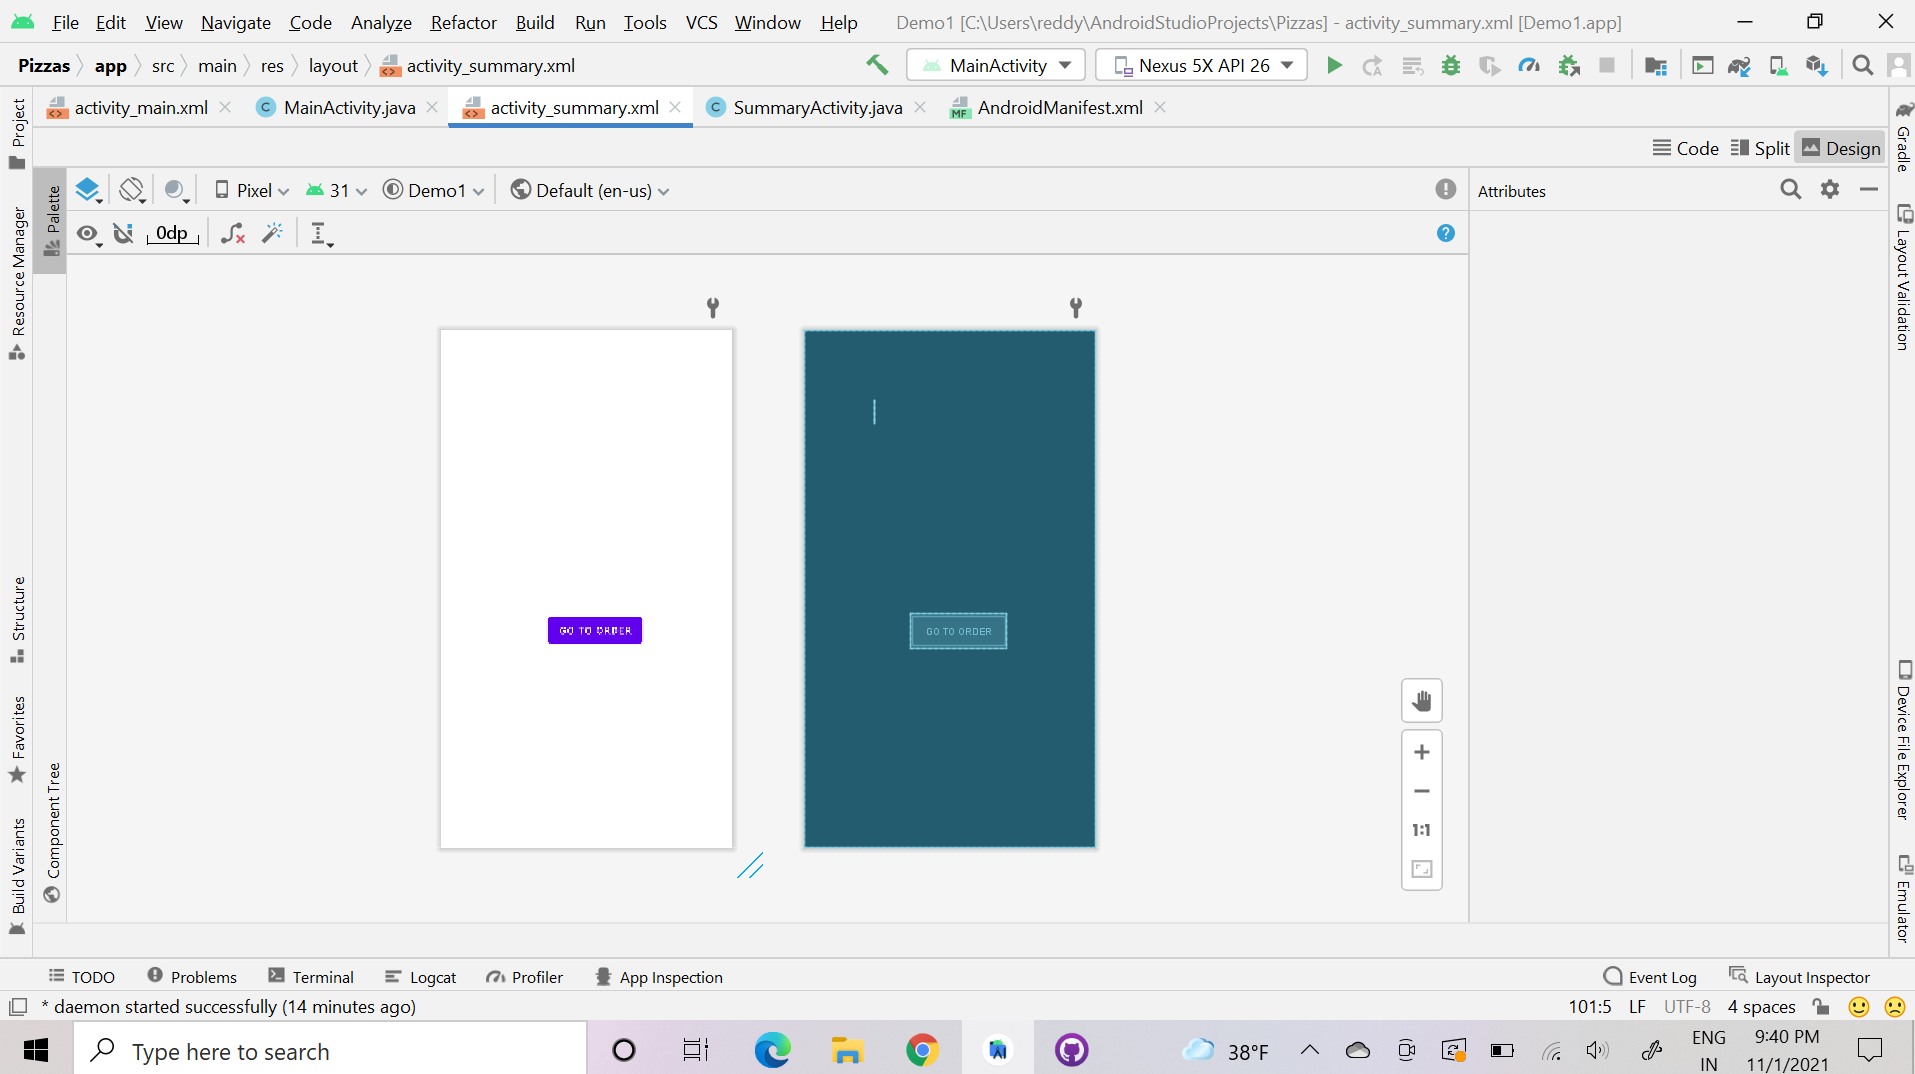 File Edit View Navigate Code Analyze Refactor Build Run Tools VCS Window Help Demo1 [C:\Users\reddy\AndroidStudioProjects\Pizzas] - activity_summary.xml [Demo1.app]
Pizzas app src main res layout activity_summary.xml MainActivity Nexus 5X API 26
activity_main.xml MainActivity.java activity_summary.xml SummaryActivity.java AndroidManifest.xml
Code Split Design
Pixel 31 Demo1 Default (en-us) Attributes
0dp
Project
Resource Manager
Structure
Favorites
Build Variants
Palette
Component Tree
GO TO ORDER
GO TO ORDER
1:1
Gradle
Layout Validation
Device File Explorer
Emulator
TODO Problems Terminal Logcat Profiler App Inspection Event Log Layout Inspector
* daemon started successfully (14 minutes ago) 101:5 LF UTF-8 4 spaces
Type here to search 38°F ENG IN 9:40 PM 11/1/2021